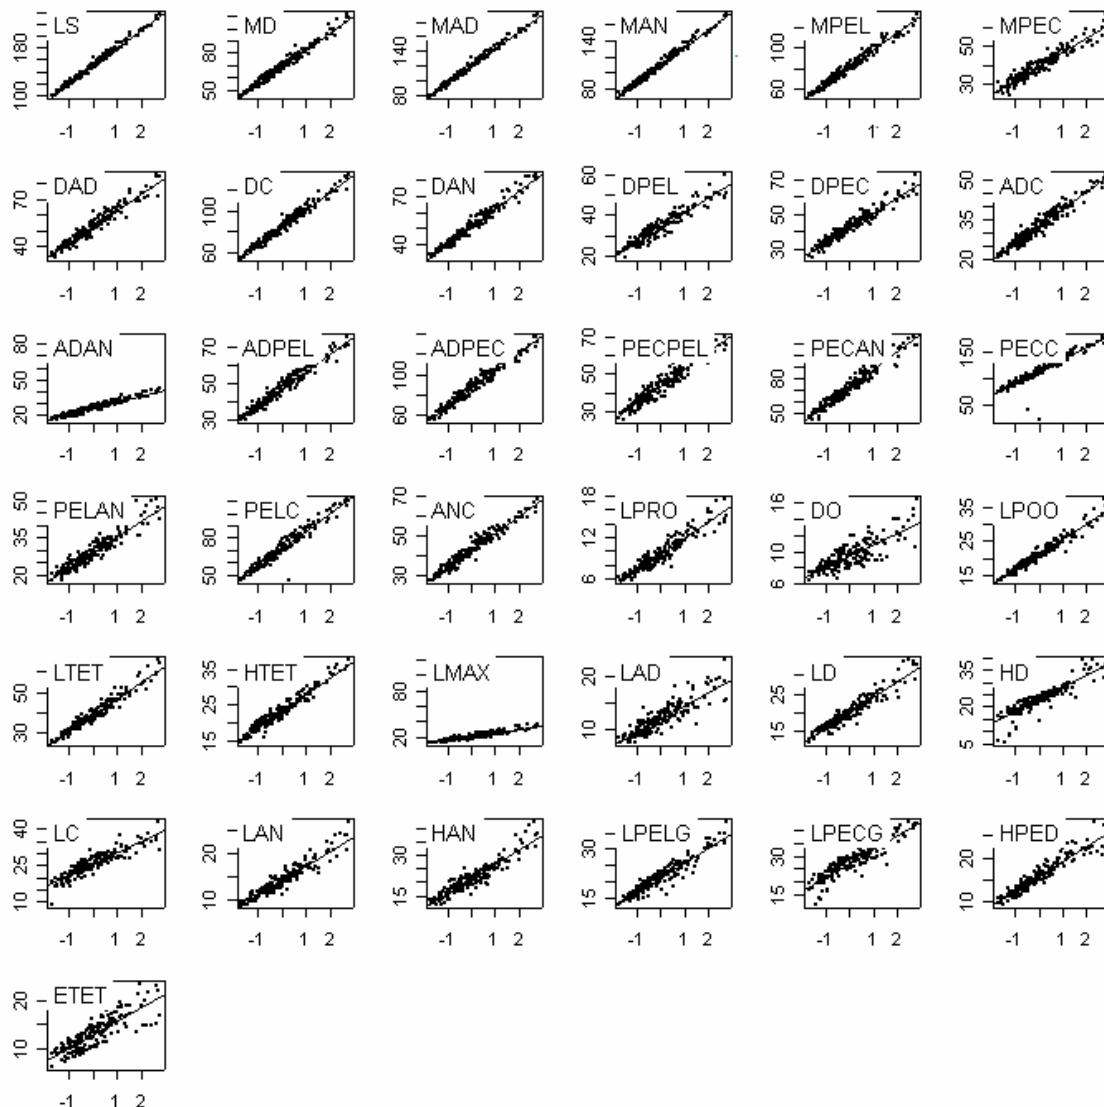 LS MD MAD MAN MPEL MPEC
100 180
50 80
80 140
80 140
60 100
30 50
-1 1 2 -1 1 2 -1 1 2 -1 1 2 -1 1 2 -1 1 2
DAD DC DAN DPEL DPEC ADC
40 70
60 100
40 70
20 40 60
30 50 70
20 35 50
-1 1 2 -1 1 2 -1 1 2 -1 1 2 -1 1 2 -1 1 2
ADAN ADPEL ADPEC PECPEL PECAN PECC
20 50 80
30 50 70
60 100
30 50 70
50 80
50 150
-1 1 2 -1 1 2 -1 1 2 -1 1 2 -1 1 2 -1 1 2
PELAN PELC ANC LPRO DO LPOO
20 35 50
50 80
30 50 70
6 10 14 18
6 10 16
15 25 35
-1 1 2 -1 1 2 -1 1 2 -1 1 2 -1 1 2 -1 1 2
LTET HTET LMAX LAD LD HD
30 50
15 25 35
20 80
10 20
15 25
5 20 40
-1 1 2 -1 1 2 -1 1 2 -1 1 2 -1 1 2 -1 1 2
LC LAN HAN LPELG LPECG HPED
10 25 40
10 20
15 30
15 30
15 30
10 20
-1 1 2 -1 1 2 -1 1 2 -1 1 2 -1 1 2 -1 1 2
ETET
10 20
-1 1 2